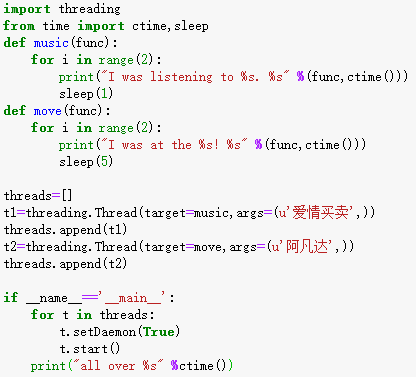 import threading
from time import ctime,sleep
def music(func):
    for i in range(2):
        print("I was listening to %s. %s" %(func,ctime()))
        sleep(1)
def move(func):
    for i in range(2):
        print("I was at the %s! %s" %(func,ctime()))
        sleep(5)
threads=[]
t1=threading.Thread(target=music,args=(u'爱情买卖',))
threads.append(t1)
t2=threading.Thread(target=move,args=(u'阿凡达',))
threads.append(t2)
if __name__=='__main__':
    for t in threads:
        t.setDaemon(True)
        t.start()
    print("all over %s" %ctime())